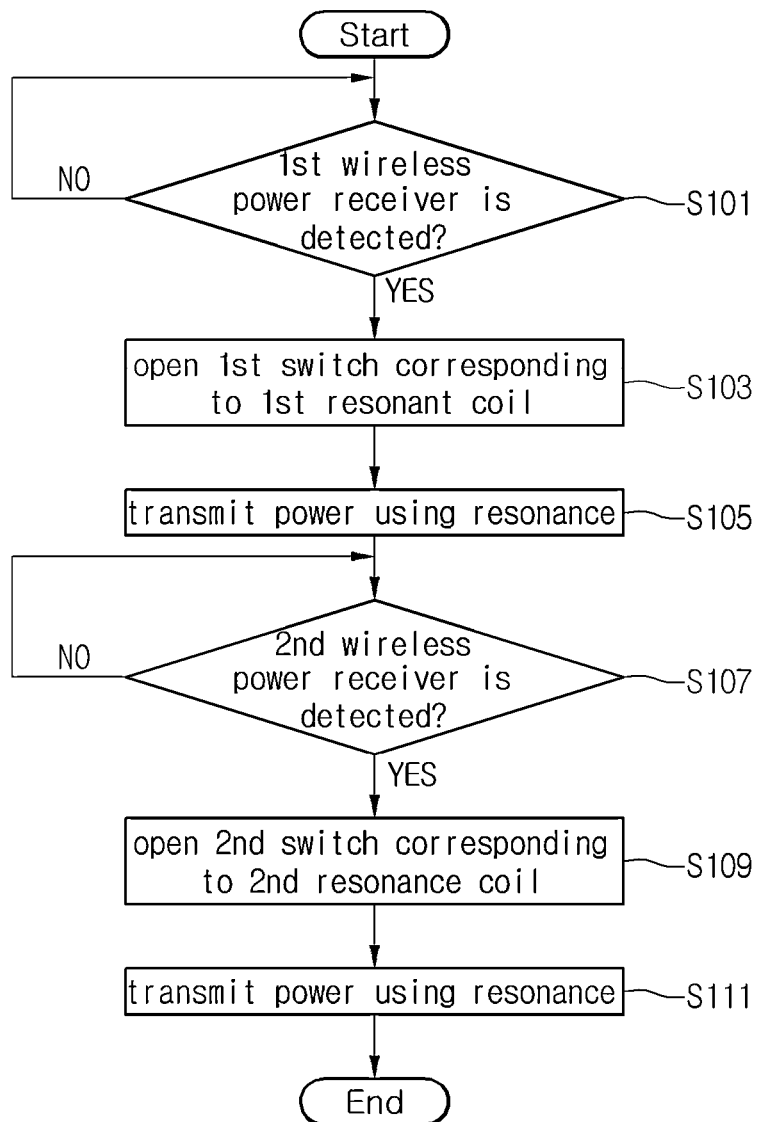 Start
1st wireless
power receiver is
detected?
NO
S101
YES
open 1st switch corresponding
to 1st resonant coil
S103
transmit power using resonance
S105
2nd wireless
power receiver is
detected?
NO
S107
YES
open 2nd switch corresponding
to 2nd resonance coil
S109
transmit power using resonance
S111
End